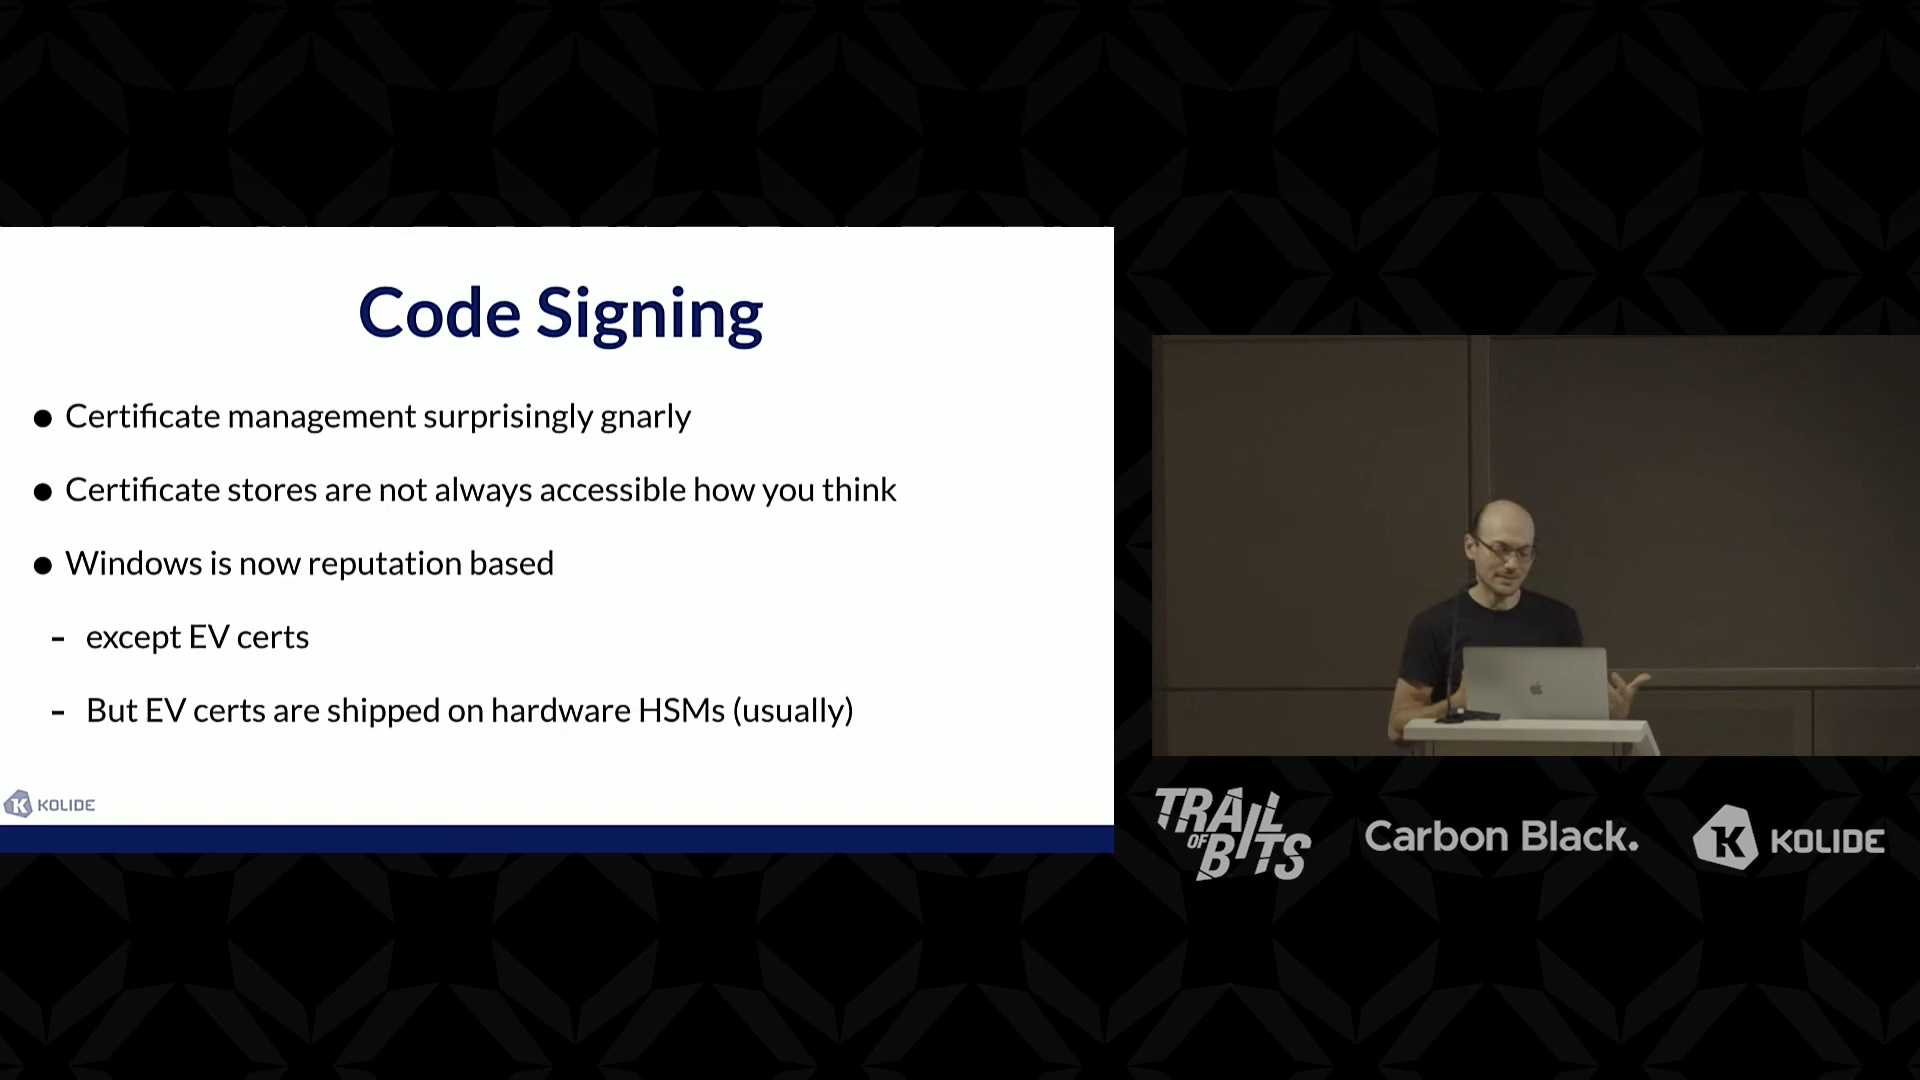 Code Signing
● Certificate management surprisingly gnarly
● Certificate stores are not always accessible how you think
● Windows is now reputation based
- except EV certs
- But EV certs are shipped on hardware HSMs (usually)
KOLIDE
TRAIL OF BITS
Carbon Black.
KOLIDE